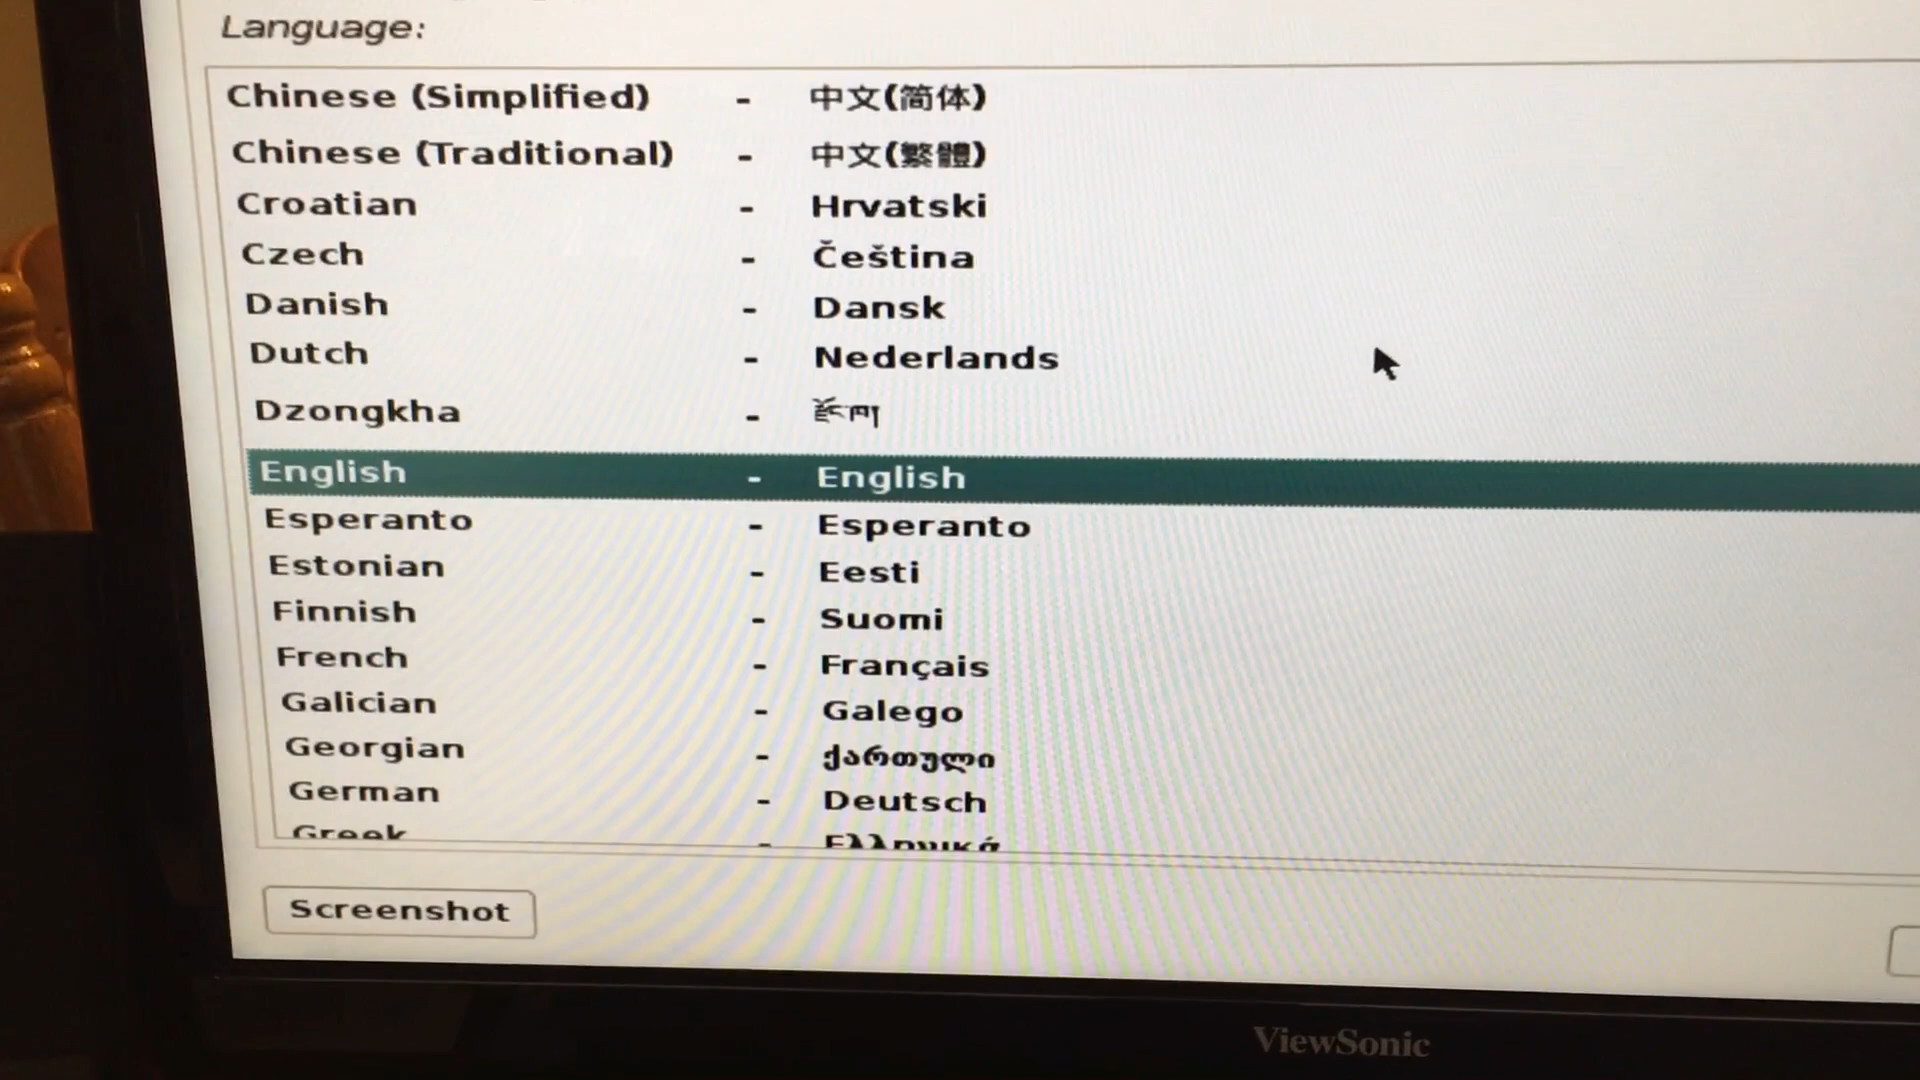 Language:
Chinese (Simplified) - 中文(简体)
Chinese (Traditional) - 中文(繁體)
Croatian - Hrvatski
Czech - Čeština
Danish - Dansk
Dutch - Nederlands
Dzongkha - རྫོང་ཁ།
English - English
Esperanto - Esperanto
Estonian - Eesti
Finnish - Suomi
French - Français
Galician - Galego
Georgian - ქართული
German - Deutsch
Greek - Ελληνικά
Screenshot
ViewSonic